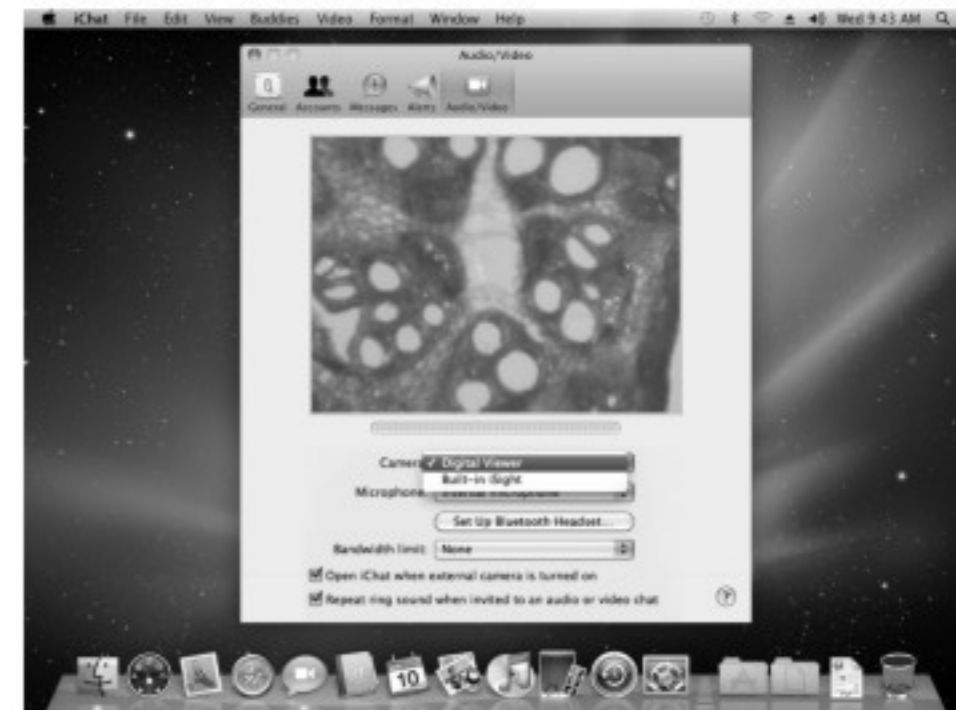 iChat File Edit View Buddies Video Format Window Help Wed 9:43 AM
Audio/Video
General Accounts Messages Alerts Audio/Video
Camera ✓ Digital Viewer
Built-in iSight
Microphone: Internal microphone
Set Up Bluetooth Headset...
Bandwidth limit: None
Open iChat when external camera is turned on
Repeat ring sound when invited to an audio or video chat
?
10